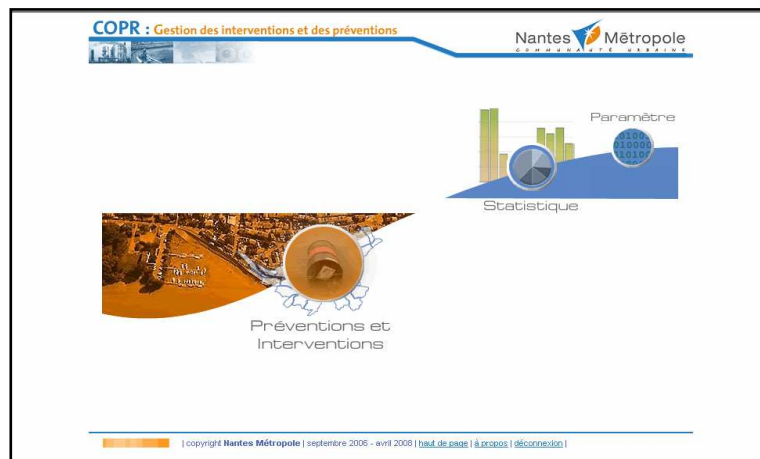 COPR : Gestion des interventions et des préventions
Nantes Métropole
COMMUNAUTÉ URBAINE
Paramètre
Statistique
Préventions et
Interventions
| copyright Nantes Métropole | septembre 2006 - avril 2008 | haut de page | à propos | déconnexion |